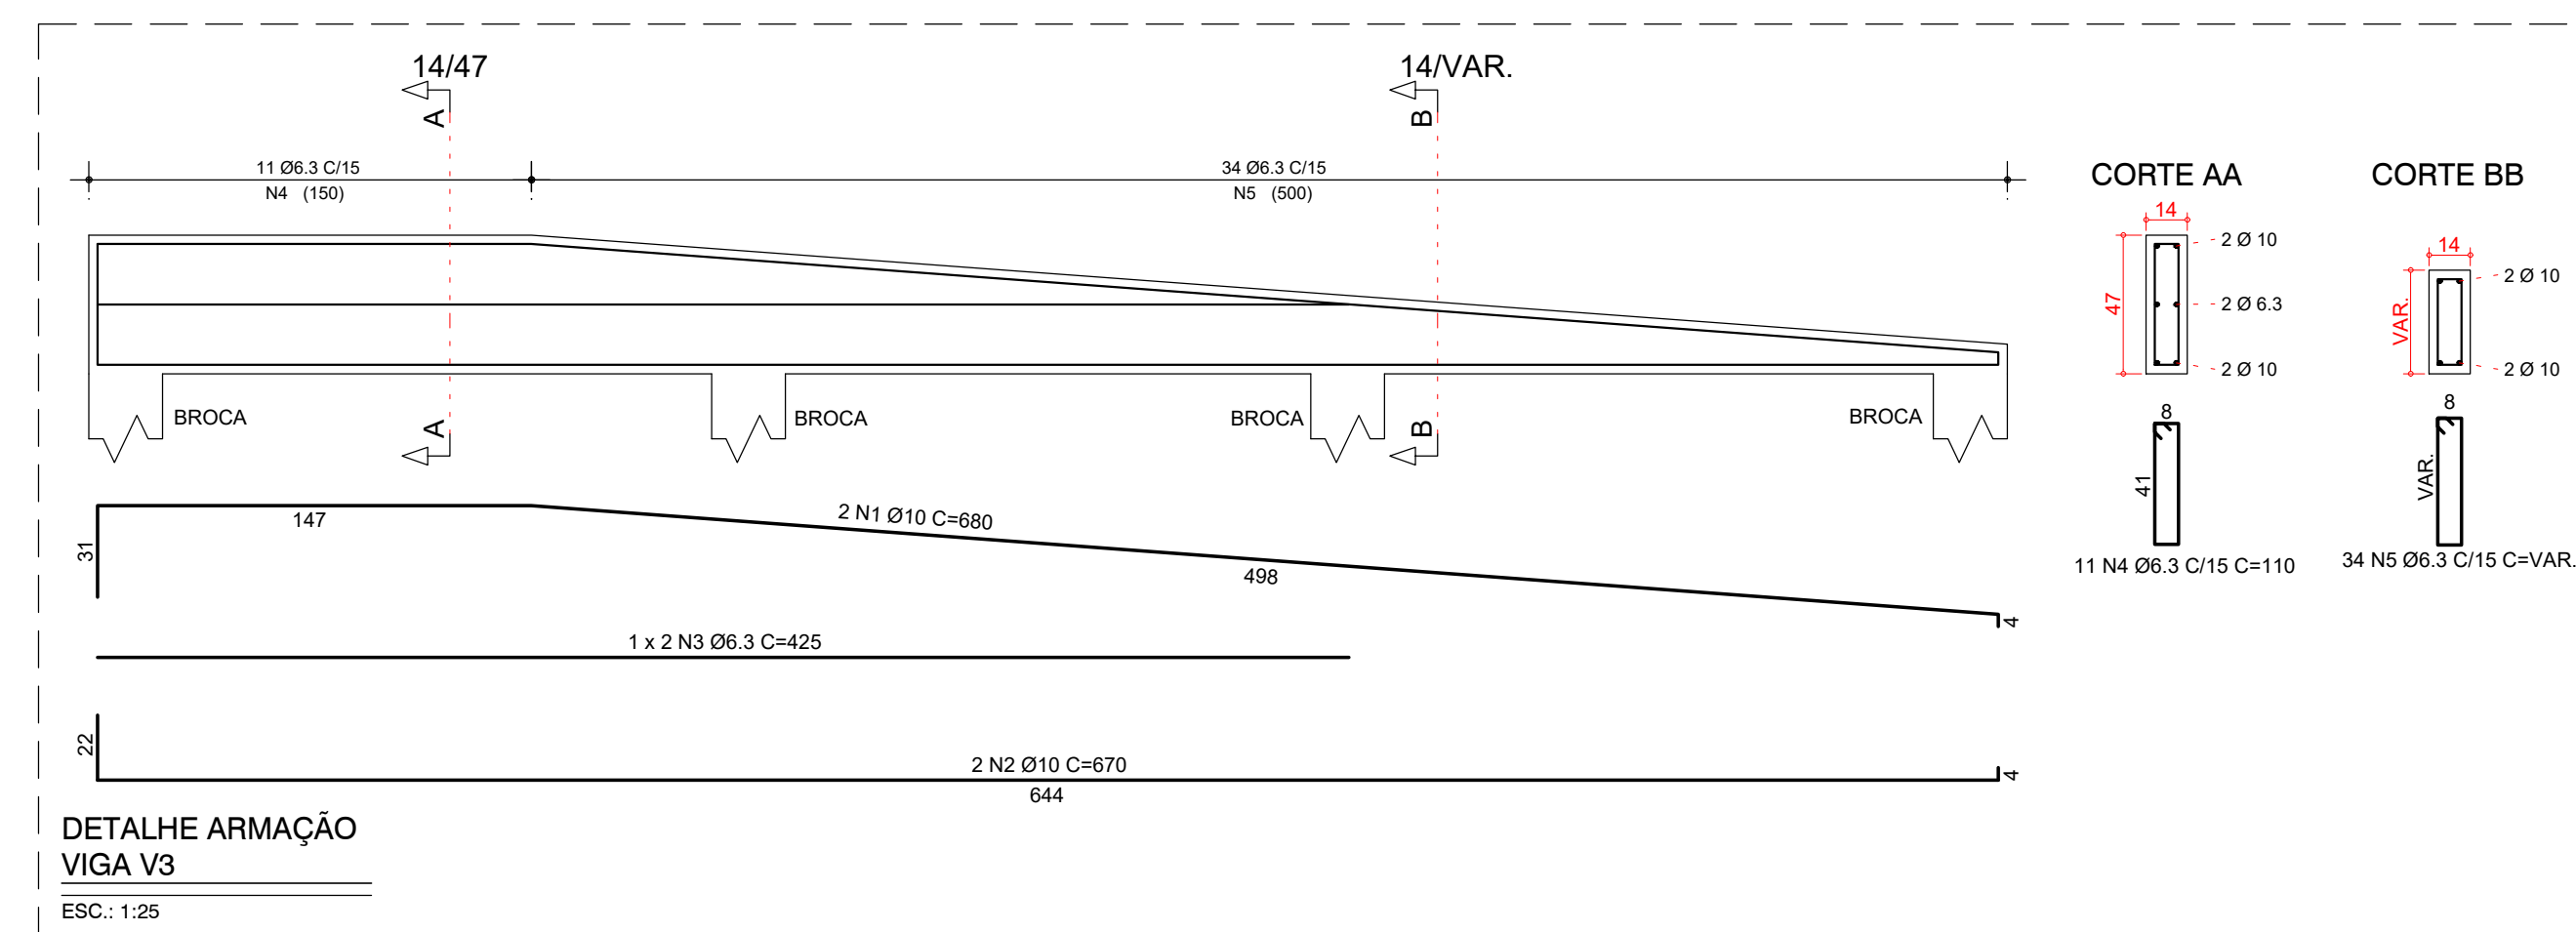 14/47
14/VAR.
A
B
11 Ø6.3 C/15
N4 (150)
34 Ø6.3 C/15
N5 (500)
BROCA
BROCA
BROCA
BROCA
A
B
CORTE AA
14
47
2 Ø 10
2 Ø 6.3
2 Ø 10
8
41
11 N4 Ø6.3 C/15 C=110
CORTE BB
14
VAR.
2 Ø 10
2 Ø 10
8
VAR.
34 N5 Ø6.3 C/15 C=VAR.
147
31
2 N1 Ø10 C=680
498
4
1 x 2 N3 Ø6.3 C=425
22
2 N2 Ø10 C=670
644
4
DETALHE ARMAÇÃO
VIGA V3
ESC.: 1:25